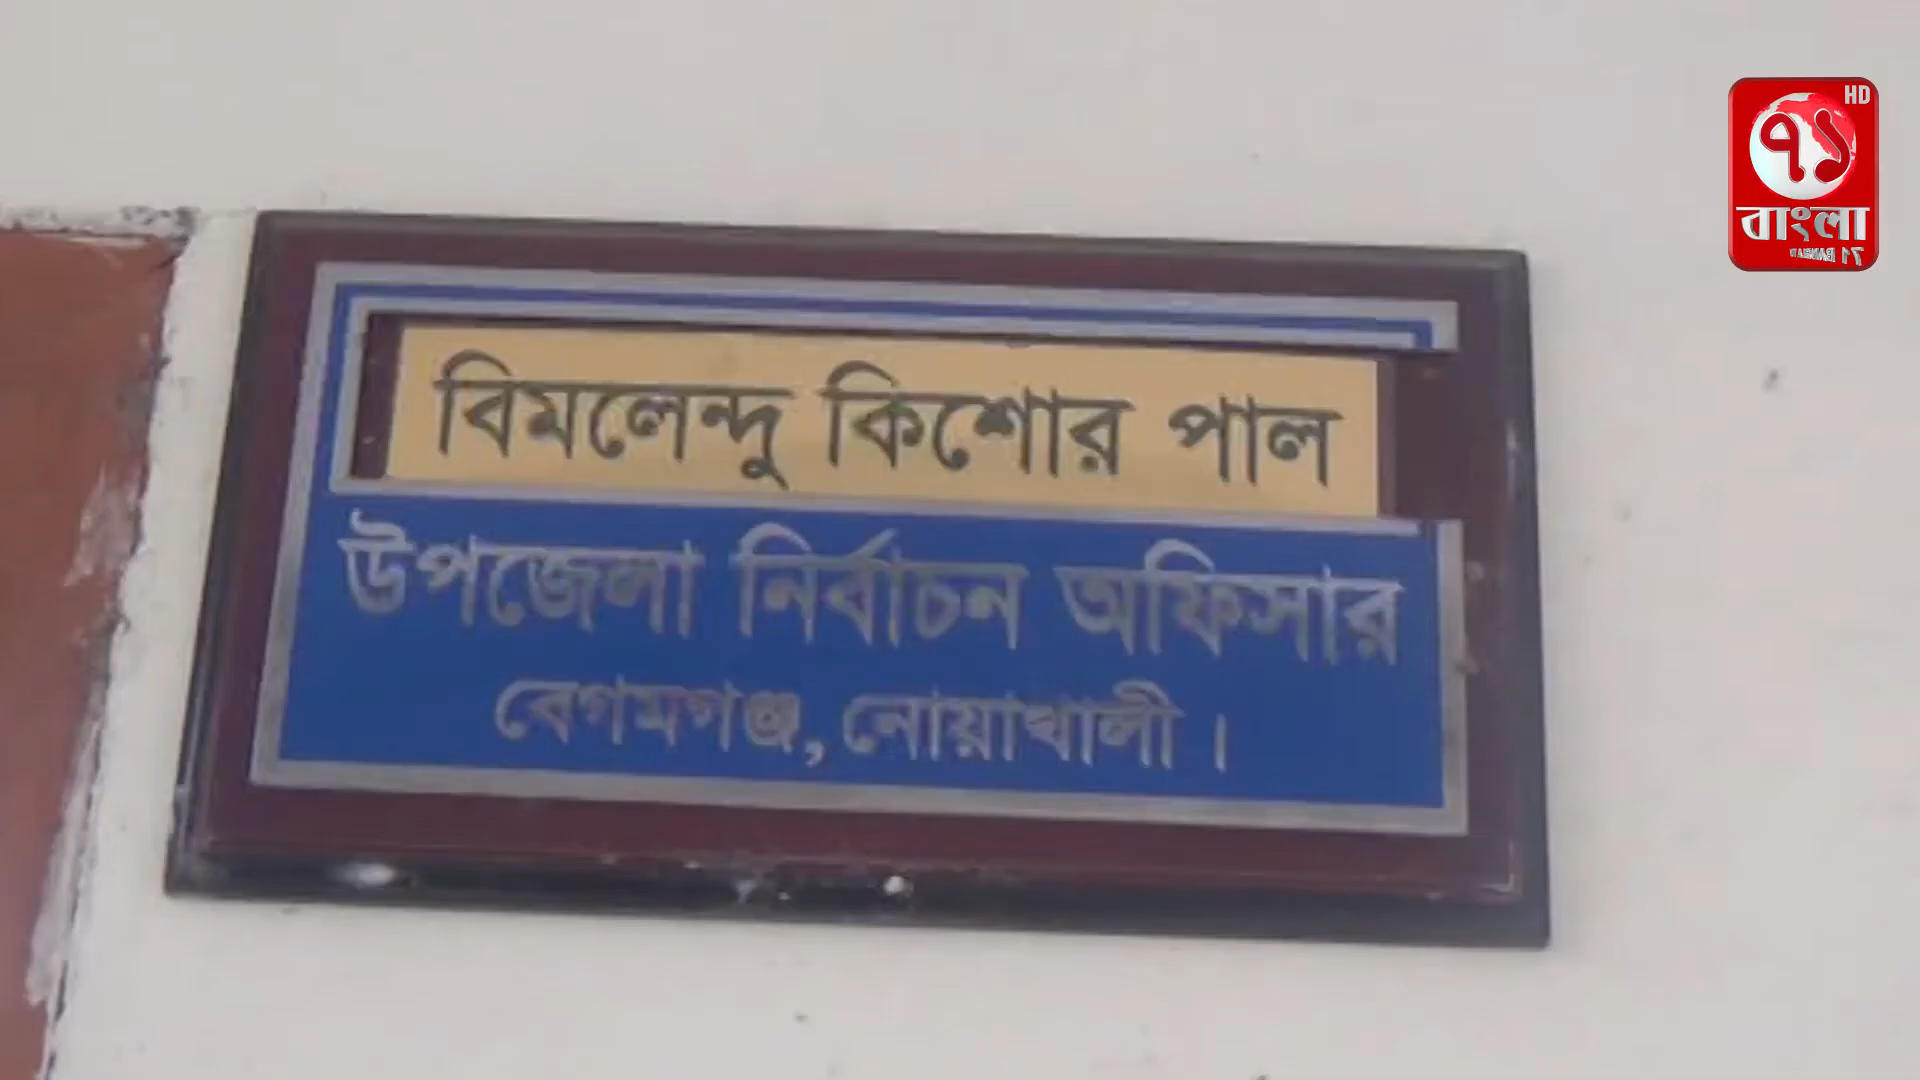 HD
৭১
বাংলা
বিমলেন্দু কিশোর পাল
উপজেলা নির্বাচন অফিসার
বেগমগঞ্জ, নোয়াখালী।